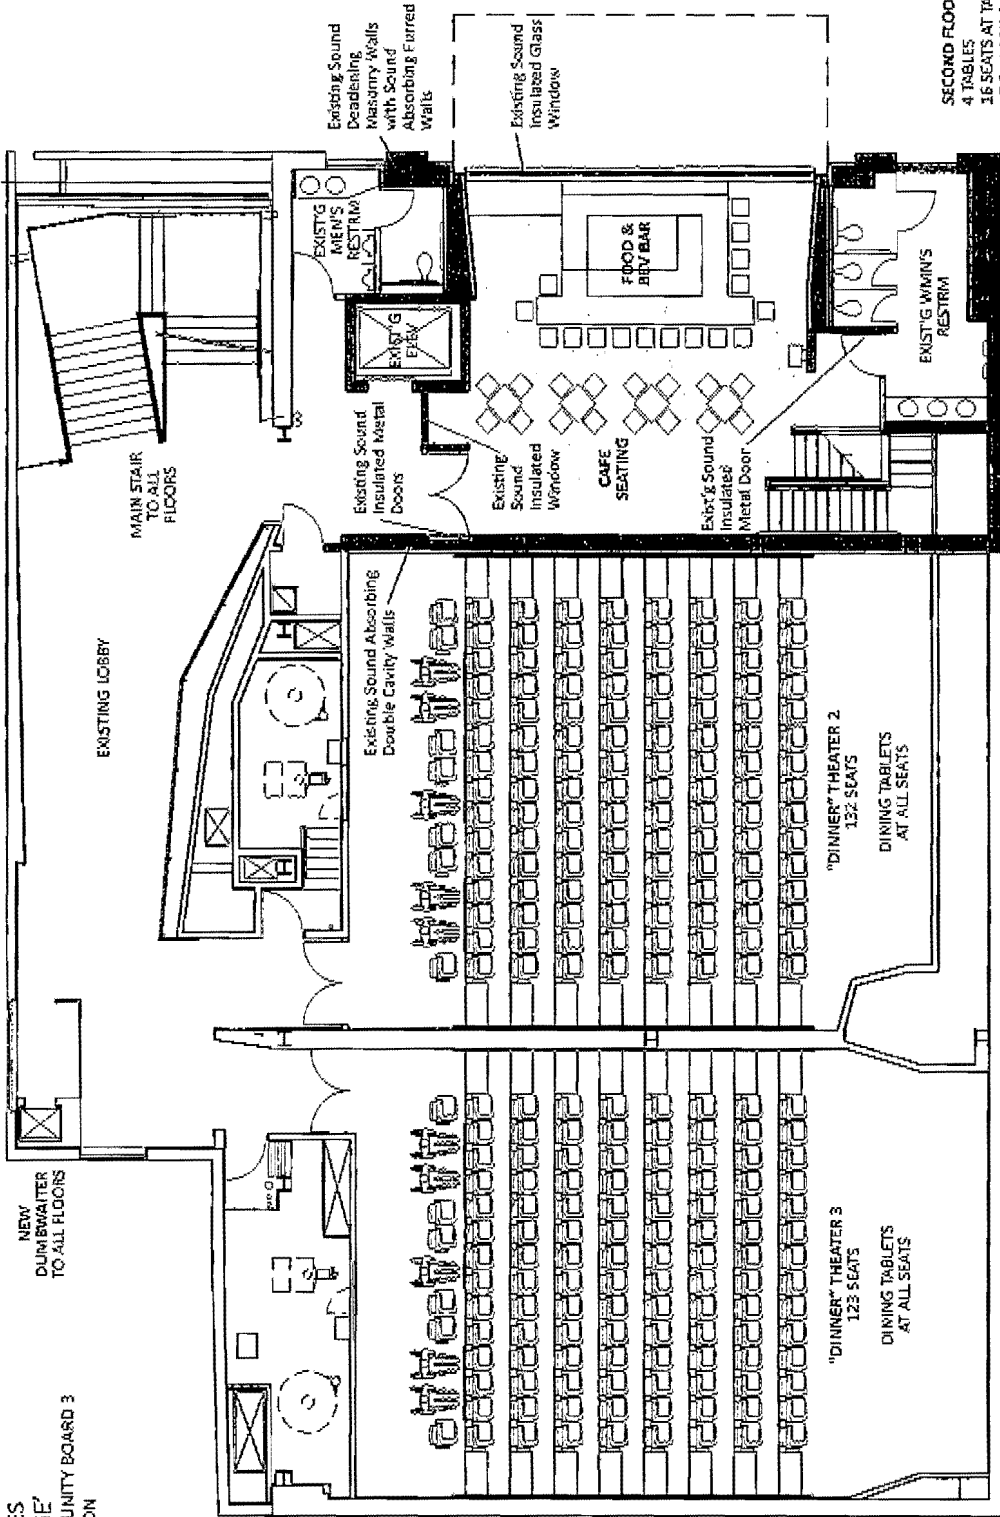 ES
E'
UNITY BOARD 3
ON
NEW
DUMBWAITER
TO ALL FLOORS
EXISTING LOBBY
MAIN STAIR
TO ALL
FLOORS
EXIST'G
MEN'S
RESTRM
EXIST'G
ELEV
Existing Sound
Deadening
Masonry Walls
with Sound
Absorbing Furred
Walls
Existing Sound
Insulated Glass
Window
Existing Sound
Insulated Metal
Doors
Existing Sound Absorbing
Double Cavity Walls
Existing
Sound
Insulated
Window
CAFE
SEATING
FOOD &
BEV BAR
Exist'g Sound
Insulated
Metal Door
EXIST'G WMN'S
RESTRM
"DINNER" THEATER 3
123 SEATS
DINING TABLETS
AT ALL SEATS
"DINNER" THEATER 2
132 SEATS
DINING TABLETS
AT ALL SEATS
SECOND FLOO
4 TABLES
16 SEATS AT TA